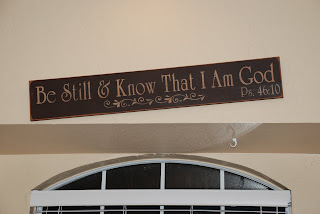 Be Still & Know That I Am God
Ps. 46:10